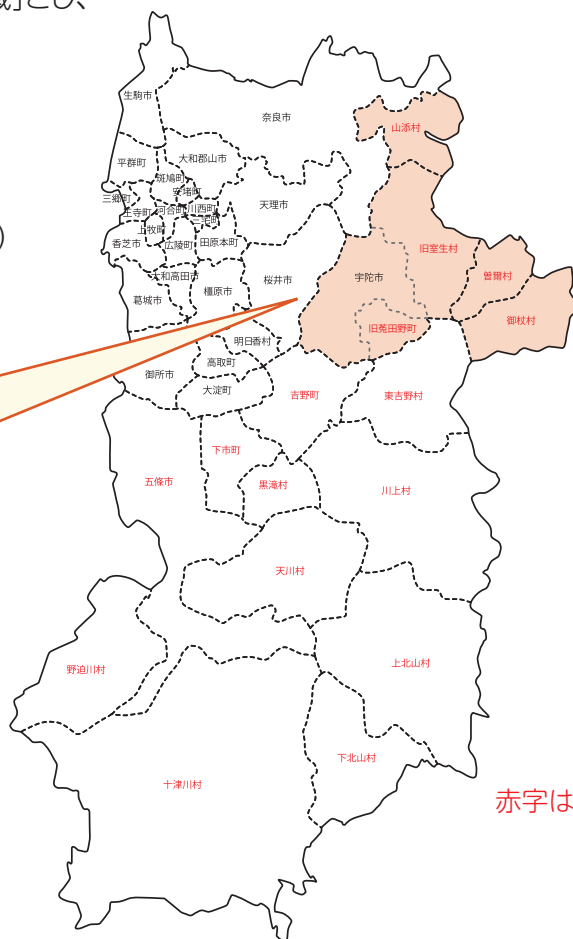 とし、
)
生駒市
奈良市
山添村
平群町
大和郡山市
斑鳩町
安堵町
三郷町
王寺町
河合町
川西町
三宅町
天理市
上牧町
香芝市
広陵町
田原本町
旧室生村
曽爾村
大和高田市
橿原市
桜井市
宇陀市
葛城市
御杖村
旧菟田野町
明日香村
高取町
御所市
大淀町
吉野町
東吉野村
下市町
五條市
黒滝村
川上村
天川村
野迫川村
上北山村
下北山村
十津川村
赤字は